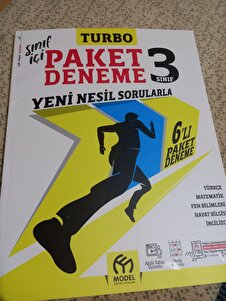 TURBO
sınıf içi
PAKET
DENEME
3
SINIF
YENİ NESİL SORULARLA
6'LI
PAKET
DENEME
TÜRKÇE
MATEMATİK
FEN BİLİMLERİ
HAYAT BİLGİSİ
İNGİLİZCE
MODEL